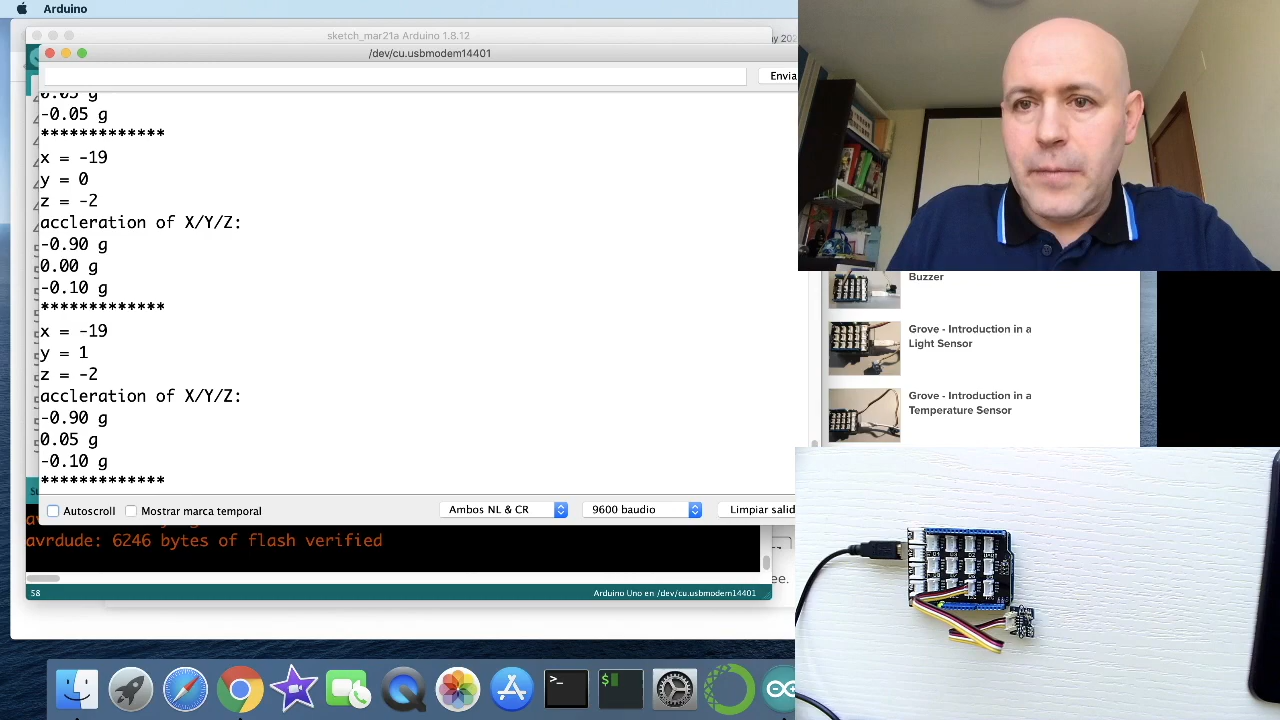 Arduino
sketch_mar21a Arduino 1.8.12
/dev/cu.usbmodem14401
Envia
0.05 g
-0.05 g
*************
x = -19
y = 0
z = -2
accleration of X/Y/Z:
-0.90 g
0.00 g
-0.10 g
*************
x = -19
y = 1
z = -2
accleration of X/Y/Z:
-0.90 g
0.05 g
-0.10 g
*************
Autoscroll
Mostrar marca temporal
Ambos NL & CR
9600 baudio
Limpiar salid
avrdude: 6246 bytes of flash verified
58
Arduino Uno en /dev/cu.usbmodem14401
ee.
Buzzer
Grove - Introduction in a
Light Sensor
Grove - Introduction in a
Temperature Sensor